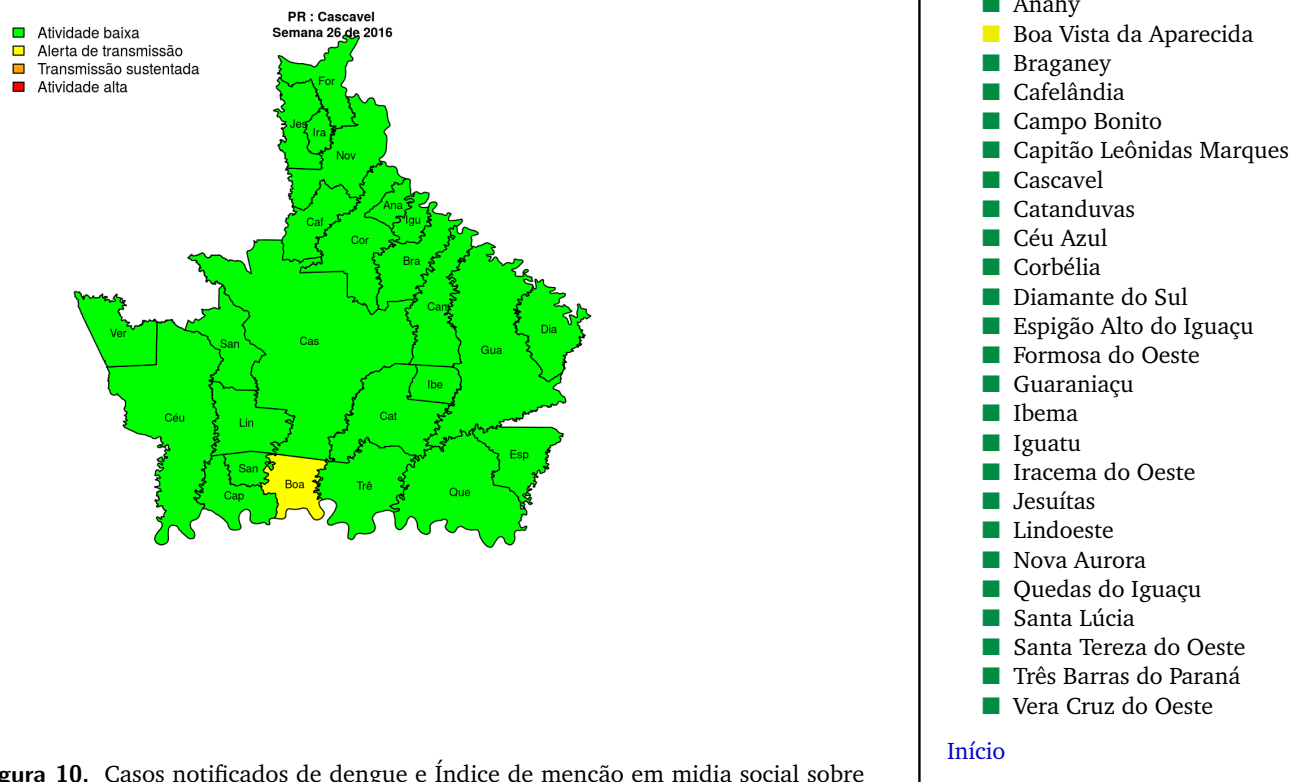 PR : Cascavel
Semana 26 de 2016
Atividade baixa
Alerta de transmissão
Transmissão sustentada
Atividade alta
For
Jes
Ira
Nov
Ana
Igu
Caf
Cor
Bra
Cam
Ver
San
Cas
Dia
Gua
Ibe
Céu
Lin
Cat
San
Boa
Trê
Esp
Cap
Que
Anahy
Boa Vista da Aparecida
Braganey
Cafelândia
Campo Bonito
Capitão Leônidas Marques
Cascavel
Catanduvas
Céu Azul
Corbélia
Diamante do Sul
Espigão Alto do Iguaçu
Formosa do Oeste
Guaraniaçu
Ibema
Iguatu
Iracema do Oeste
Jesuítas
Lindoeste
Nova Aurora
Quedas do Iguaçu
Santa Lúcia
Santa Tereza do Oeste
Três Barras do Paraná
Vera Cruz do Oeste
Início
gura 10. Casos notificados de dengue e Índice de menção em midia social sobre